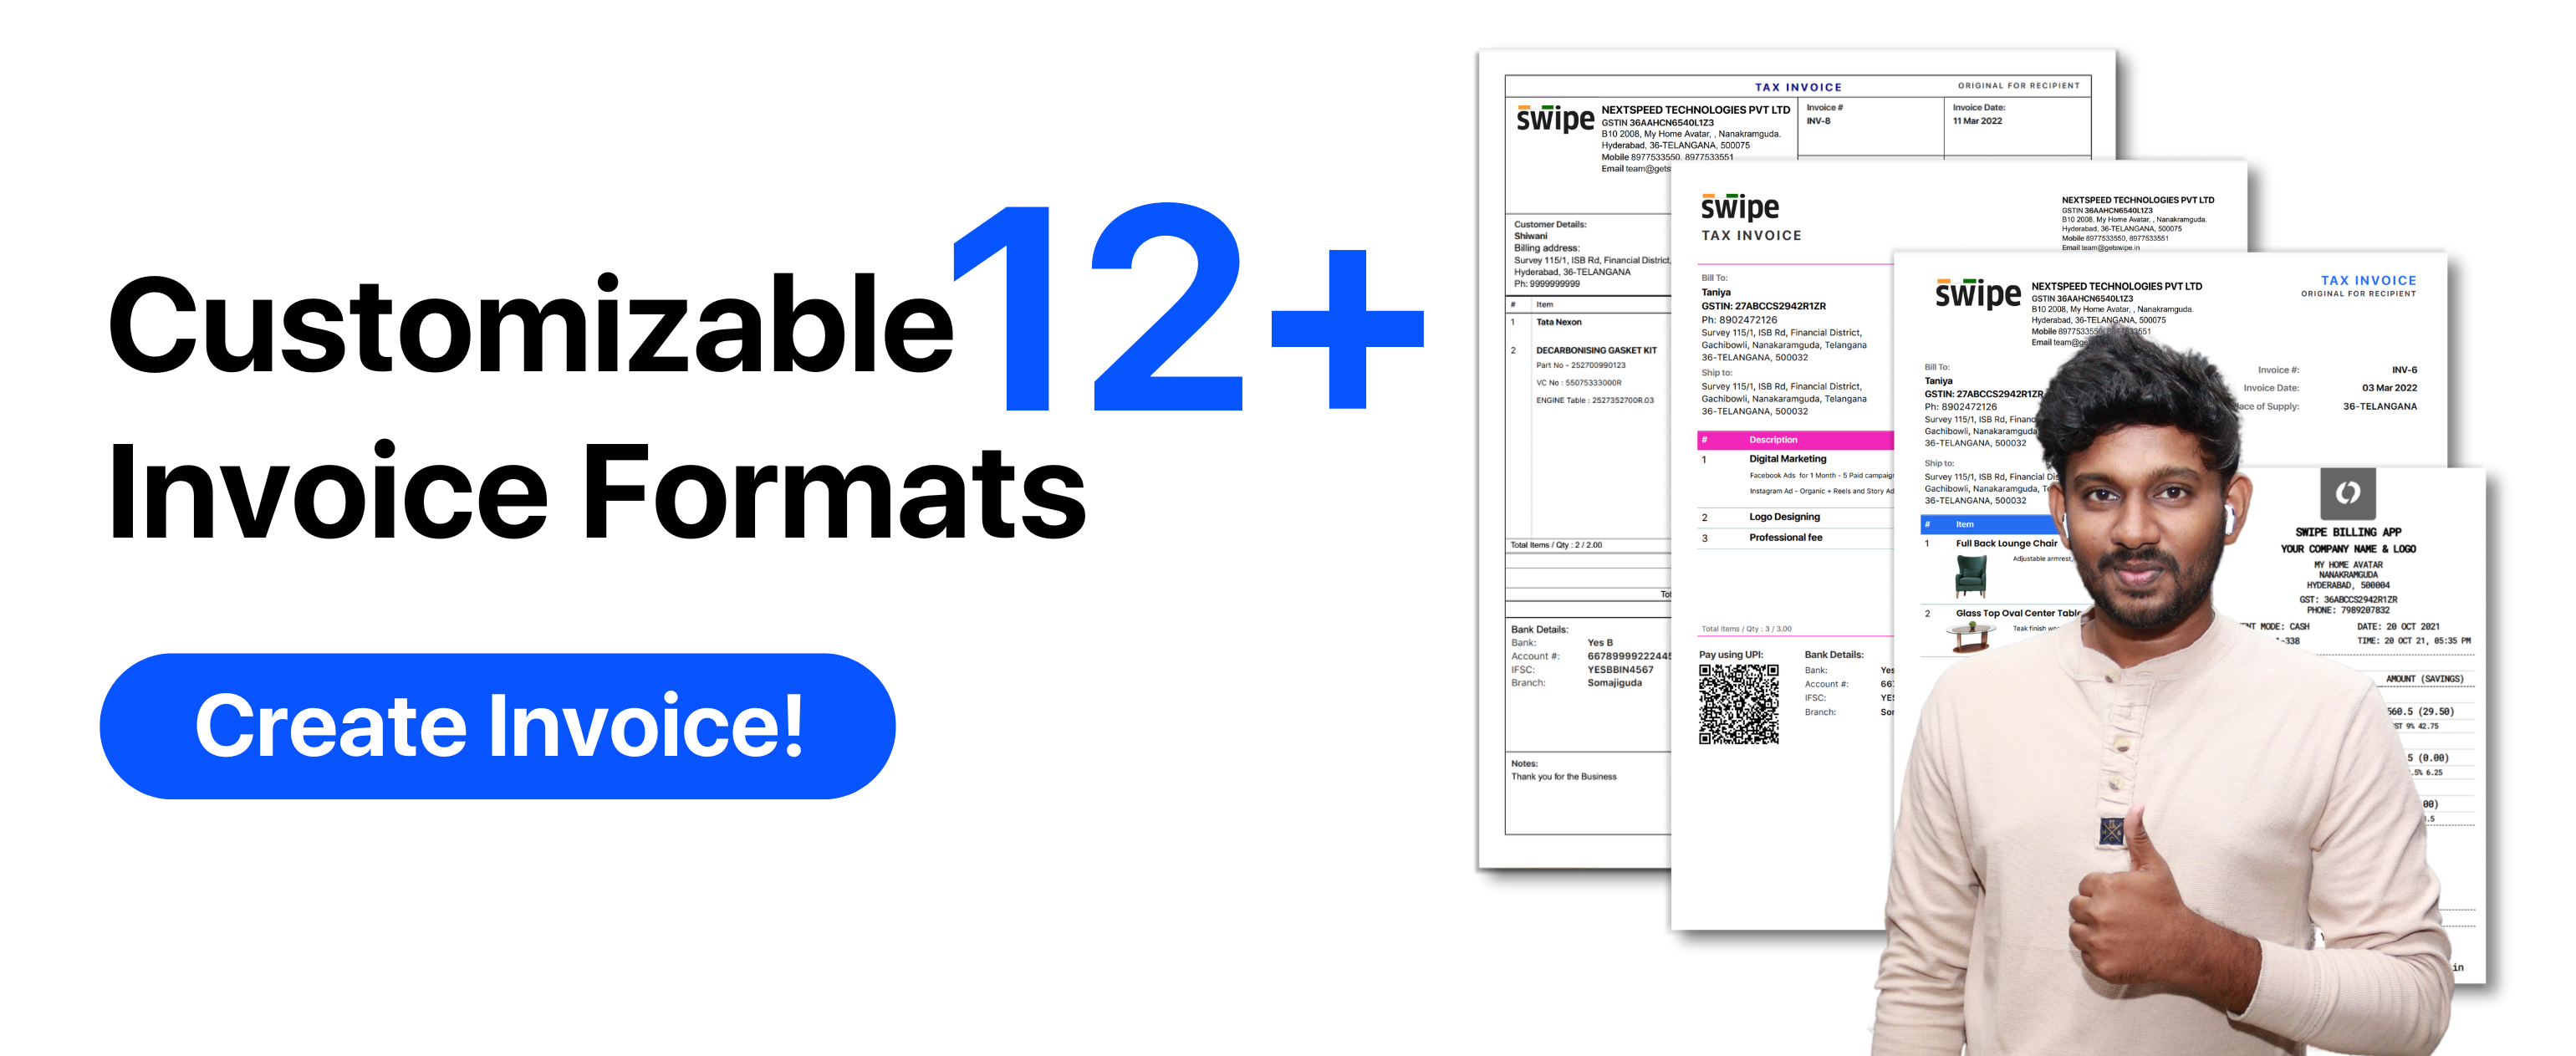 Customizable 12+
Invoice Formats
Create Invoice!
TAX INVOICE
ORIGINAL FOR RECIPIENT
swipe
NEXTSPEED TECHNOLOGIES PVT LTD
GSTIN 36AAHCN6540L1Z3
B10 2008, My Home Avatar, , Nanakramguda.
Hyderabad, 36-TELANGANA, 500075
Mobile 8977533550, 8977533551
Email team@gets
Invoice #
INV-8
Invoice Date:
11 Mar 2022
Customer Details:
Shiwani
Billing address:
Survey 115/1, ISB Rd, Financial District,
Hyderabad, 36-TELANGANA
Ph: 9999999999
# Item
1 Tata Nexon
2 DECARBONISING GASKET KIT
Part No - 252700990123
VC No : 55075333000R
ENGINE Table : 2527352700R.03
Total Items / Qty : 2 / 2.00
Bank Details:
Bank: Yes B
Account #: 66789999222445
IFSC: YESBBIN4567
Branch: Somajiguda
Notes:
Thank you for the Business
swipe
TAX INVOICE
NEXTSPEED TECHNOLOGIES PVT LTD
GSTIN 36AAHCN6540L1Z3
B10 2008, My Home Avatar, , Nanakramguda.
Hyderabad, 36-TELANGANA, 500075
Mobile 8977533550, 8977533551
Email team@getswipe.in
Bill To:
Taniya
GSTIN: 27ABCCS2942R1ZR
Ph: 8902472126
Survey 115/1, ISB Rd, Financial District,
Gachibowli, Nanakaramguda, Telangana
36-TELANGANA, 500032
Ship to:
Survey 115/1, ISB Rd, Financial District,
Gachibowli, Nanakaramguda, Telangana
36-TELANGANA, 500032
# Description
1 Digital Marketing
Facebook Ads for 1 Month - 5 Paid campaign
Instagram Ad - Organic + Reels and Story Ad
2 Logo Designing
3 Professional fee
Total Items / Qty : 3 / 3.00
Pay using UPI:
Bank Details:
Bank: Yes
Account #: 667
IFSC: YES
Branch: Som
swipe
NEXTSPEED TECHNOLOGIES PVT LTD
GSTIN 36AAHCN6540L1Z3
B10 2008, My Home Avatar, , Nanakramguda.
Hyderabad, 36-TELANGANA, 500075
Mobile 8977533550, 8977533551
Email team@ge
TAX INVOICE
ORIGINAL FOR RECIPIENT
Bill To:
Taniya
GSTIN: 27ABCCS2942R1ZR
Ph: 8902472126
Survey 115/1, ISB Rd, Financ
Gachibowli, Nanakaramguda
36-TELANGANA, 500032
Invoice #: INV-6
Invoice Date: 03 Mar 2022
ace of Supply: 36-TELANGANA
Ship to:
Survey 115/1, ISB Rd, Financial Dis
Gachibowli, Nanakaramguda, Te
36-TELANGANA, 500032
# Item
1 Full Back Lounge Chair
Adjustable armrest,
2 Glass Top Oval Center Table
Teak finish wo
SWIPE BILLING APP
YOUR COMPANY NAME & LOGO
MY HOME AVATAR
NANAKRAMGUDA
HYDERABAD, 500004
GST: 36ABCCS2942R1ZR
PHONE: 7989207832
NT MODE: CASH
DATE: 20 OCT 2021
-338
TIME: 20 OCT 21, 05:35 PM
AMOUNT (SAVINGS)
560.5 (29.50)
ST 9% 42.75
5 (0.00)
.5% 6.25
00)
.5
in